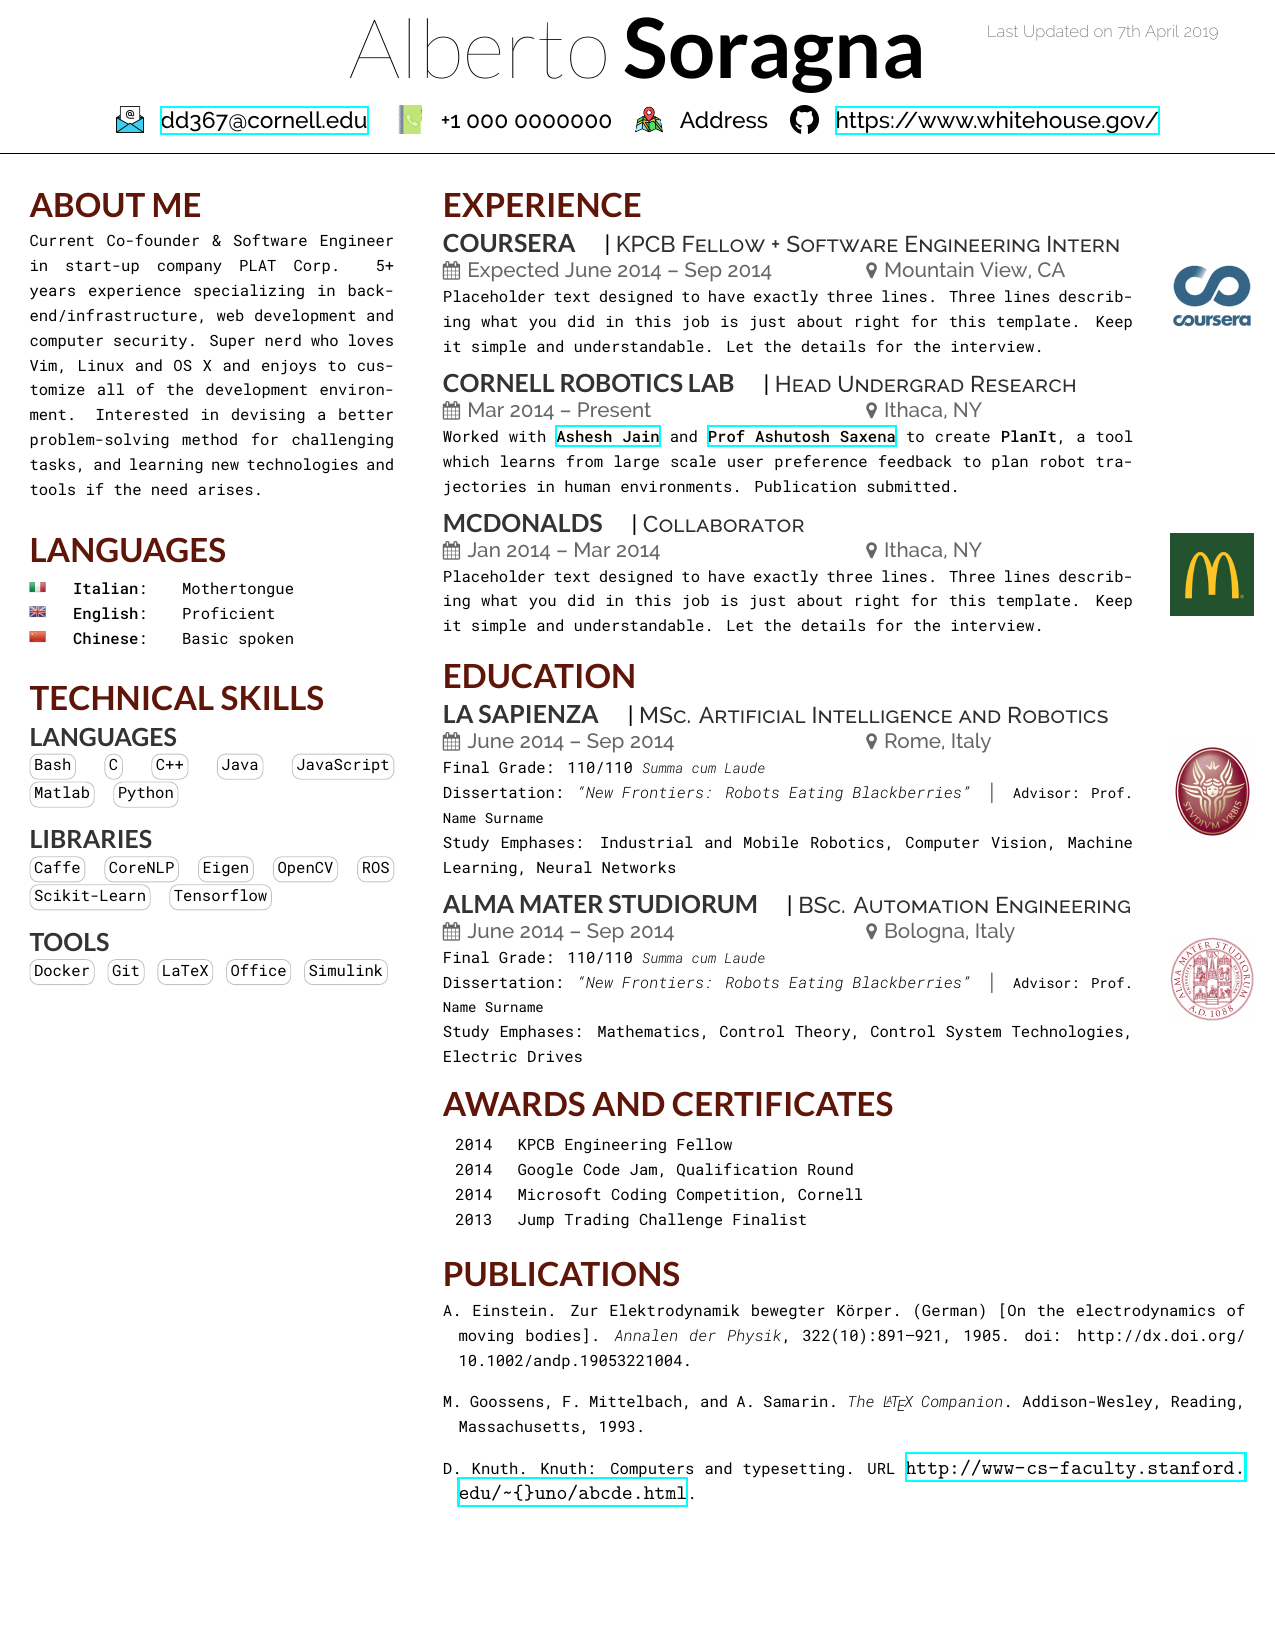 Alberto Soragna
Last Updated on 7th April 2019
dd367@cornell.edu +1 000 0000000 Address https://www.whitehouse.gov/
ABOUT ME
Current Co-founder & Software Engineer
in start-up company PLAT Corp. 5+
years experience specializing in back-
end/infrastructure, web development and
computer security. Super nerd who loves
Vim, Linux and OS X and enjoys to cus-
tomize all of the development environ-
ment. Interested in devising a better
problem-solving method for challenging
tasks, and learning new technologies and
tools if the need arises.
LANGUAGES
Italian: Mothertongue
English: Proficient
Chinese: Basic spoken
TECHNICAL SKILLS
LANGUAGES
Bash C C++ Java JavaScript
Matlab Python
LIBRARIES
Caffe CoreNLP Eigen OpenCV ROS
Scikit-Learn Tensorflow
TOOLS
Docker Git LaTeX Office Simulink
EXPERIENCE
COURSERA | KPCB Fellow + Software Engineering Intern
Expected June 2014 – Sep 2014 Mountain View, CA
Placeholder text designed to have exactly three lines. Three lines describ-
ing what you did in this job is just about right for this template. Keep
it simple and understandable. Let the details for the interview.
coursera
CORNELL ROBOTICS LAB | Head Undergrad Research
Mar 2014 – Present Ithaca, NY
Worked with Ashesh Jain and Prof Ashutosh Saxena to create PlanIt, a tool
which learns from large scale user preference feedback to plan robot tra-
jectories in human environments. Publication submitted.
MCDONALDS | Collaborator
Jan 2014 – Mar 2014 Ithaca, NY
Placeholder text designed to have exactly three lines. Three lines describ-
ing what you did in this job is just about right for this template. Keep
it simple and understandable. Let the details for the interview.
EDUCATION
LA SAPIENZA | MSc. Artificial Intelligence and Robotics
June 2014 – Sep 2014 Rome, Italy
Final Grade: 110/110 Summa cum Laude
Dissertation: “New Frontiers: Robots Eating Blackberries” | Advisor: Prof.
Name Surname
Study Emphases: Industrial and Mobile Robotics, Computer Vision, Machine
Learning, Neural Networks
STVDIVM VRBIS
ALMA MATER STUDIORUM | BSc. Automation Engineering
June 2014 – Sep 2014 Bologna, Italy
Final Grade: 110/110 Summa cum Laude
Dissertation: “New Frontiers: Robots Eating Blackberries” | Advisor: Prof.
Name Surname
Study Emphases: Mathematics, Control Theory, Control System Technologies,
Electric Drives
ALMA MATER STUDIORUM
A.D. 1088
AWARDS AND CERTIFICATES
2014 KPCB Engineering Fellow
2014 Google Code Jam, Qualification Round
2014 Microsoft Coding Competition, Cornell
2013 Jump Trading Challenge Finalist
PUBLICATIONS
A. Einstein. Zur Elektrodynamik bewegter Körper. (German) [On the electrodynamics of
moving bodies]. Annalen der Physik, 322(10):891–921, 1905. doi: http://dx.doi.org/
10.1002/andp.19053221004.
M. Goossens, F. Mittelbach, and A. Samarin. The LATEX Companion. Addison-Wesley, Reading,
Massachusetts, 1993.
D. Knuth. Knuth: Computers and typesetting. URL http://www-cs-faculty.stanford.
edu/~{}uno/abcde.html.